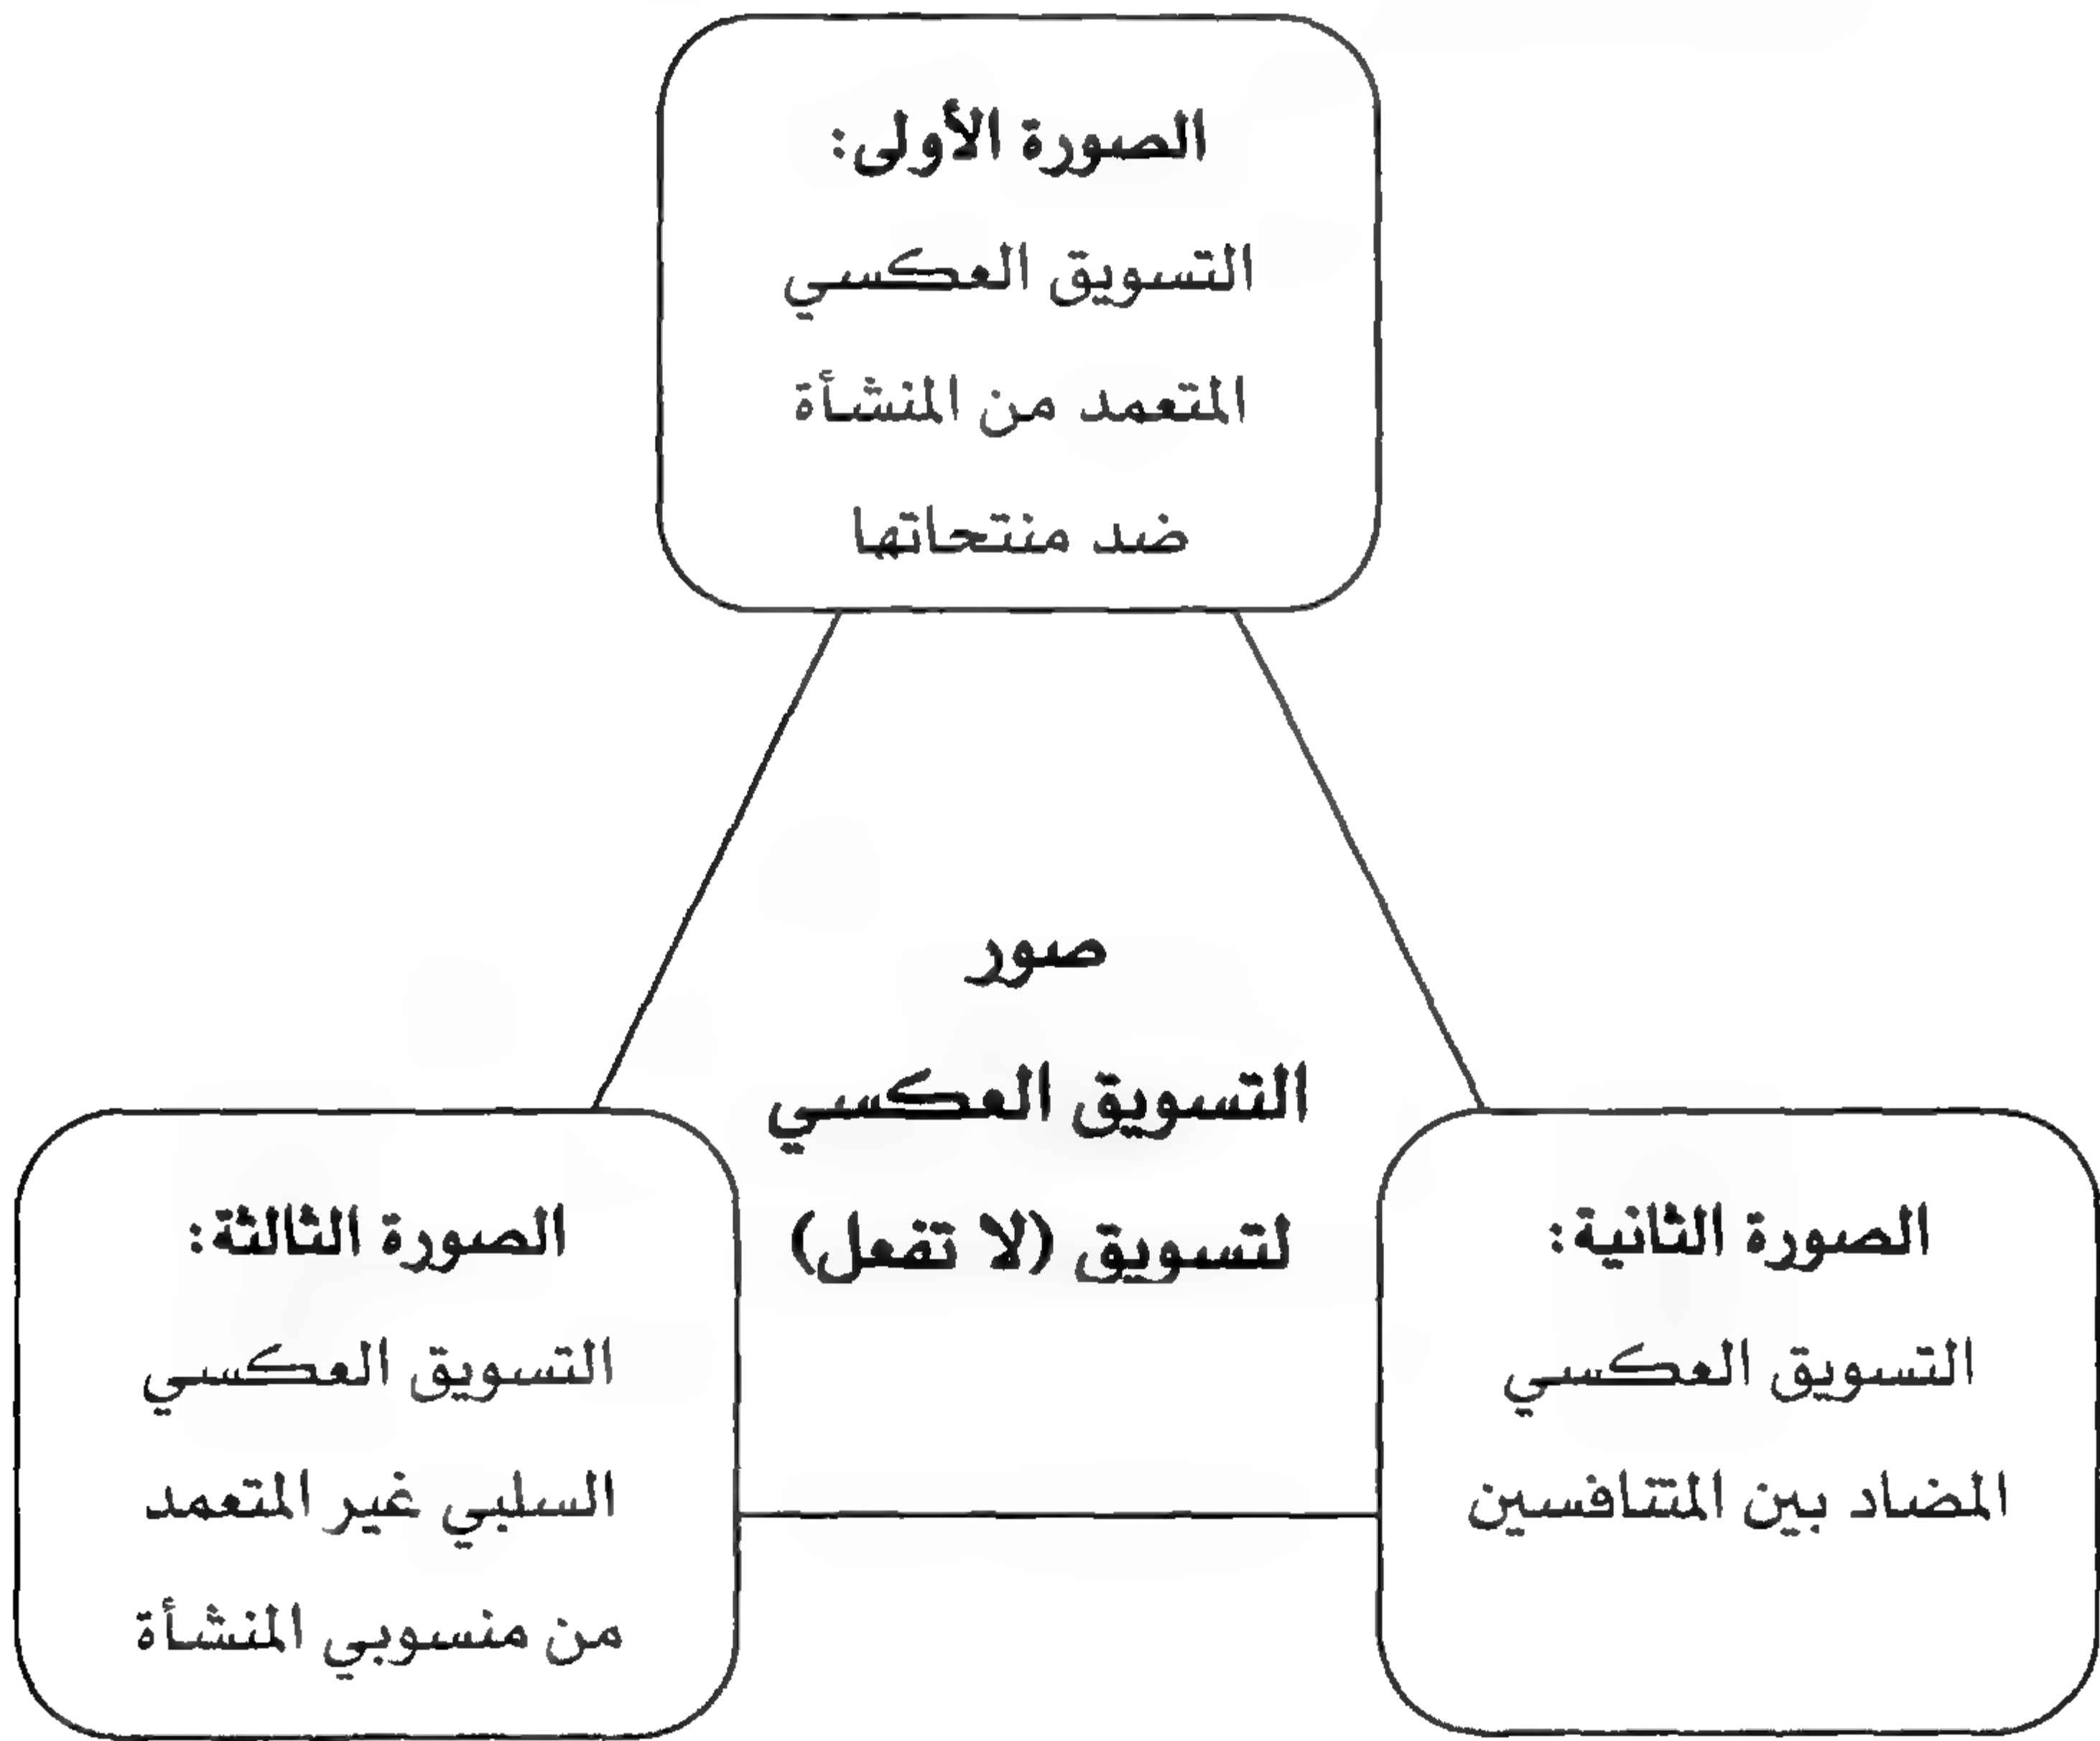 الصورة الأولى:
التسويق العكسي
المتعمد من المنشأة
ضد منتجاتها
صور
التسويق العكسي
لتسويق (لا تفعل)
الصورة الثانية:
التسويق العكسي
المضاد بين المتنافسين
الصورة الثالثة:
التسويق العكسي
السلبي غير المتعمد
من منسوبي المنشأة